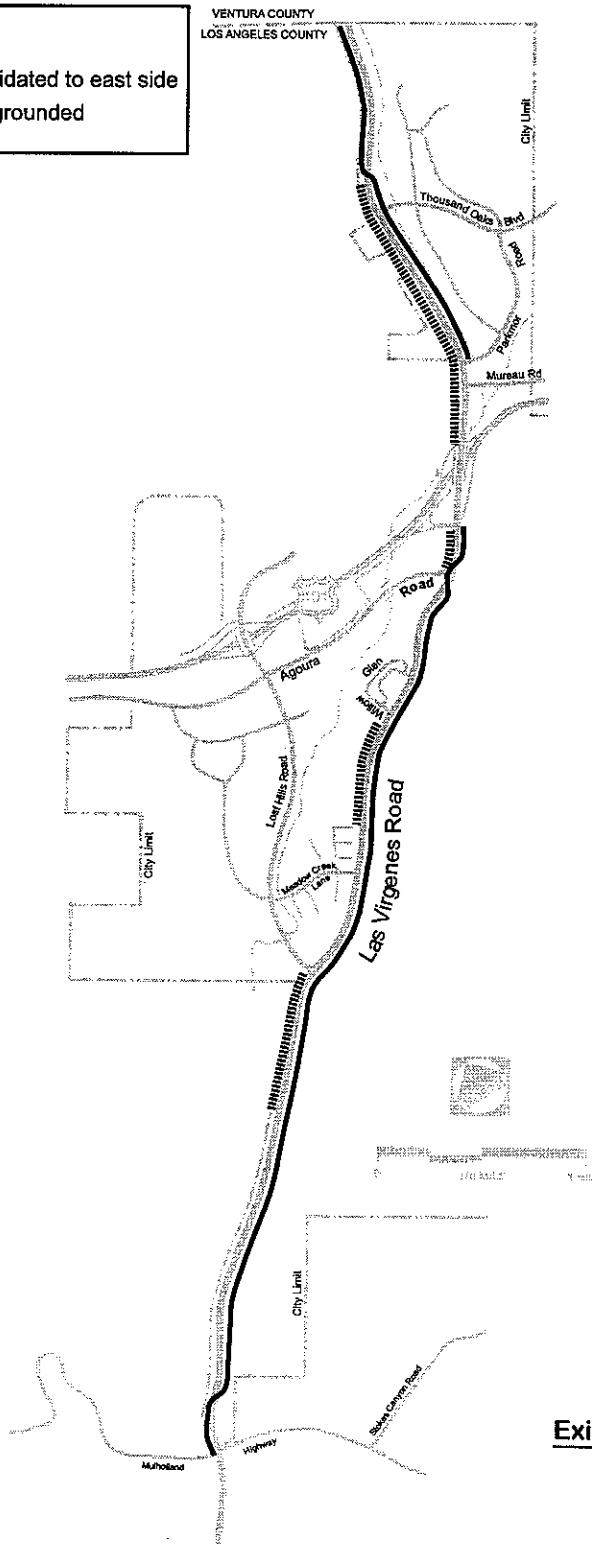 VENTURA COUNTY
LOS ANGELES COUNTY
idated to east side
grounded
City Limit
Thousand Oaks Blvd
Parkmor Road
Mureau Rd
Agoura Road
Willow Glen
Lost Hills Road
City Limit
Meadow Creek
Lane
Las Virgenes Road
City Limit
Stokes Canyon Road
Mulholland Highway
Exi